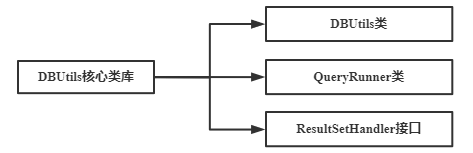 DBUtils核心类库
DBUtils类
QueryRunner类
ResultSetHandler接口